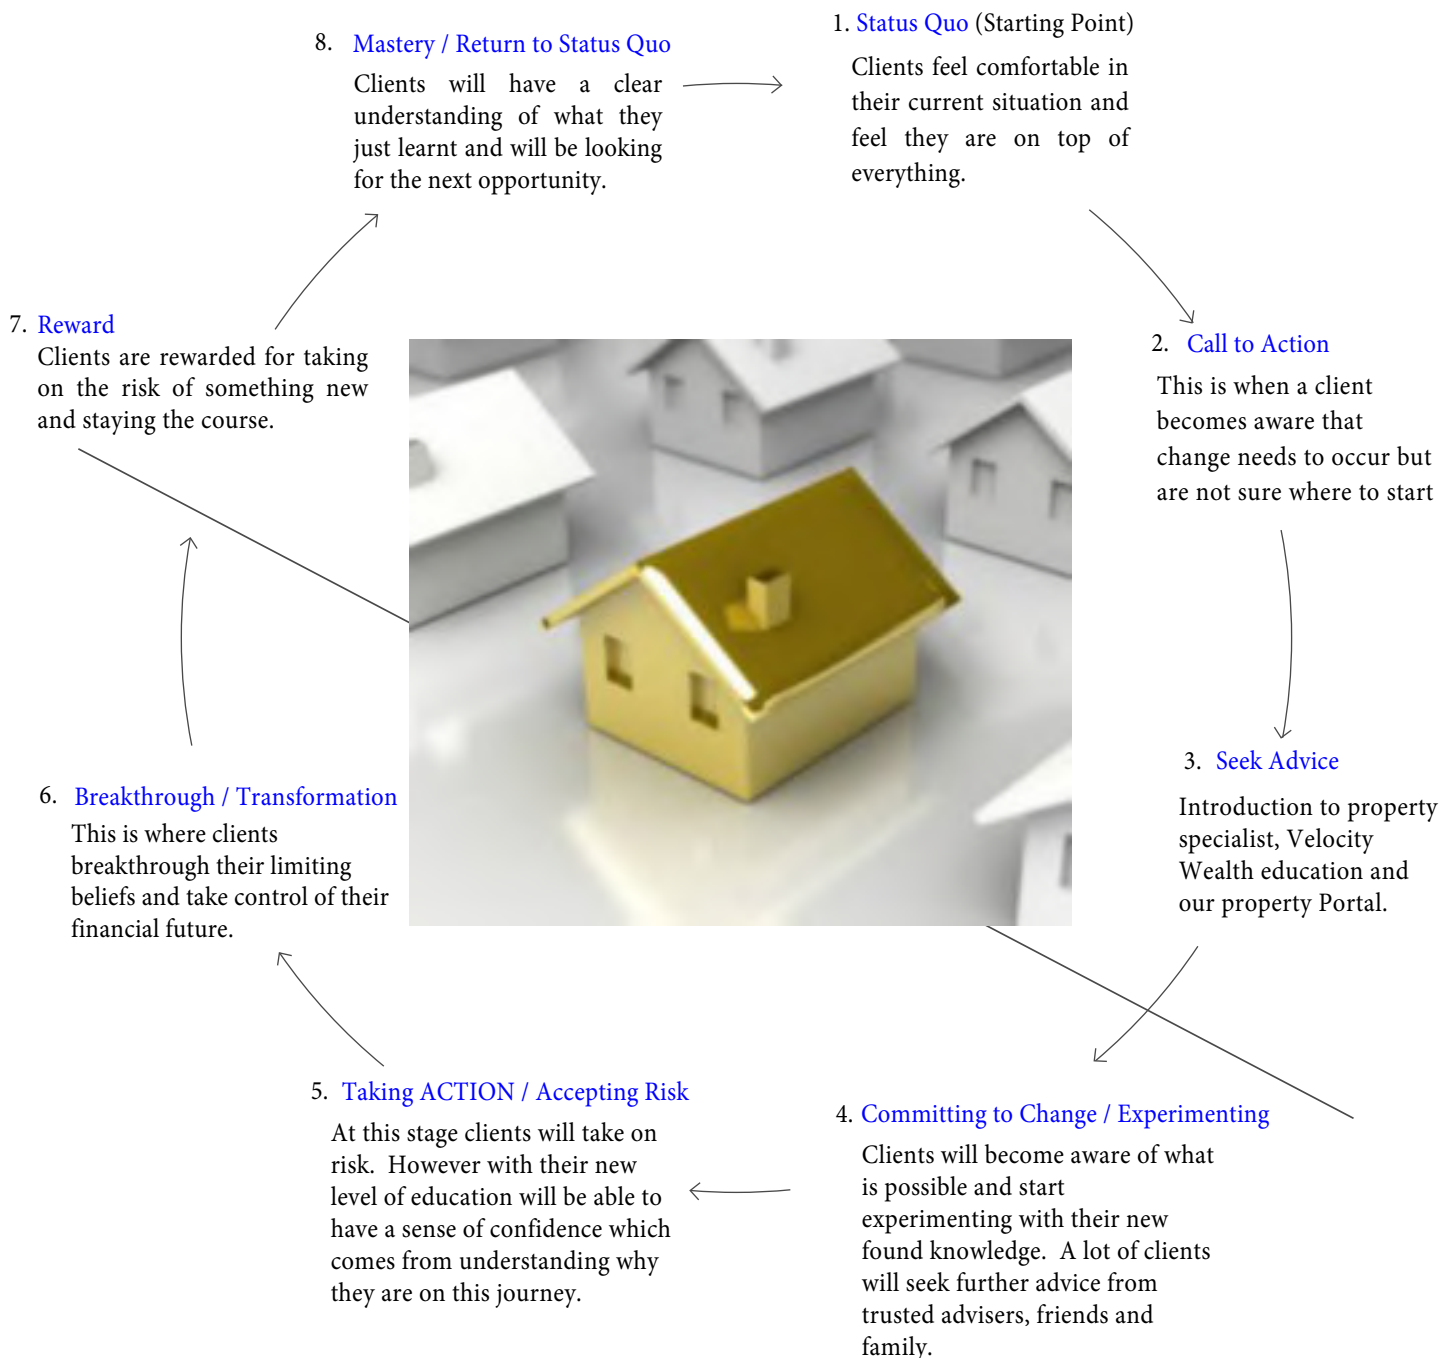 1. Status Quo (Starting Point)
Clients feel comfortable in
their current situation and
feel they are on top of
everything.
2. Call to Action
This is when a client
becomes aware that
change needs to occur but
are not sure where to start
3. Seek Advice
Introduction to property
specialist, Velocity
Wealth education and
our property Portal.
4. Committing to Change / Experimenting
Clients will become aware of what
is possible and start
experimenting with their new
found knowledge. A lot of clients
will seek further advice from
trusted advisers, friends and
family.
5. Taking ACTION / Accepting Risk
At this stage clients will take on
risk. However with their new
level of education will be able to
have a sense of confidence which
comes from understanding why
they are on this journey.
6. Breakthrough / Transformation
This is where clients
breakthrough their limiting
beliefs and take control of their
financial future.
7. Reward
Clients are rewarded for taking
on the risk of something new
and staying the course.
8. Mastery / Return to Status Quo
Clients will have a clear
understanding of what they
just learnt and will be looking
for the next opportunity.